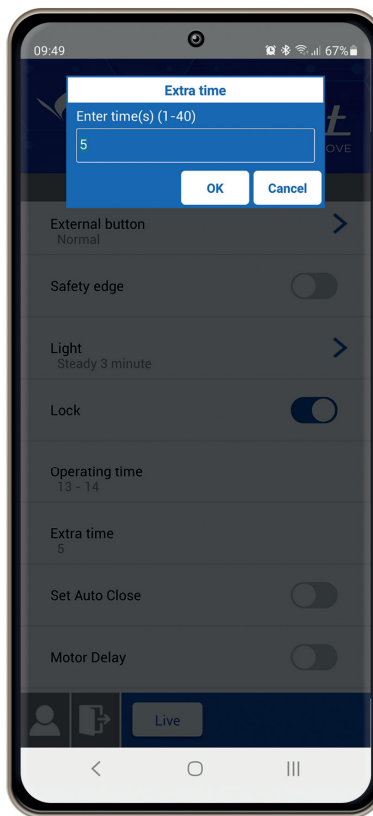 09:49
67%
Extra time
Enter time(s) (1-40)
5
OK Cancel
t
OVE
External button
Normal
Safety edge
Light
Steady 3 minute
Lock
Operating time
13 - 14
Extra time
5
Set Auto Close
Motor Delay
Live